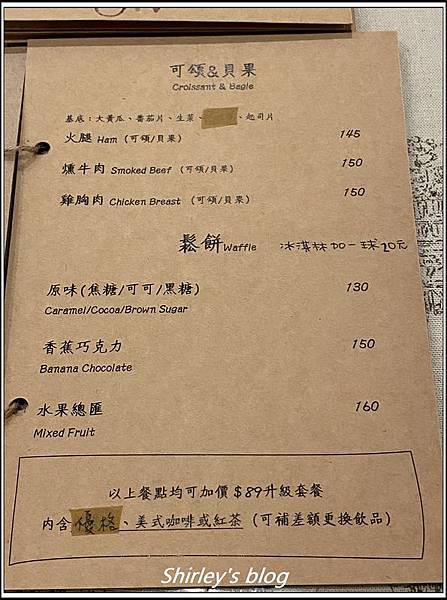 可頌&貝果
Croissant & Bagle
基底：大黃瓜、番茄片、生菜、 、起司片
火腿 Ham (可頌/貝果) 145
燻牛肉 Smoked Beef (可頌/貝果) 150
雞胸肉 Chicken Breast (可頌/貝果) 150
鬆餅 Waffle 冰淇淋加一球20元
原味(焦糖/可可/黑糖) 130
Caramel/Cocoa/Brown Sugar
香蕉巧克力 150
Banana Chocolate
水果總匯 160
Mixed Fruit
以上餐點均可加價$89升級套餐
內含優格、美式咖啡或紅茶（可補差額更換飲品）
Shirley's blog